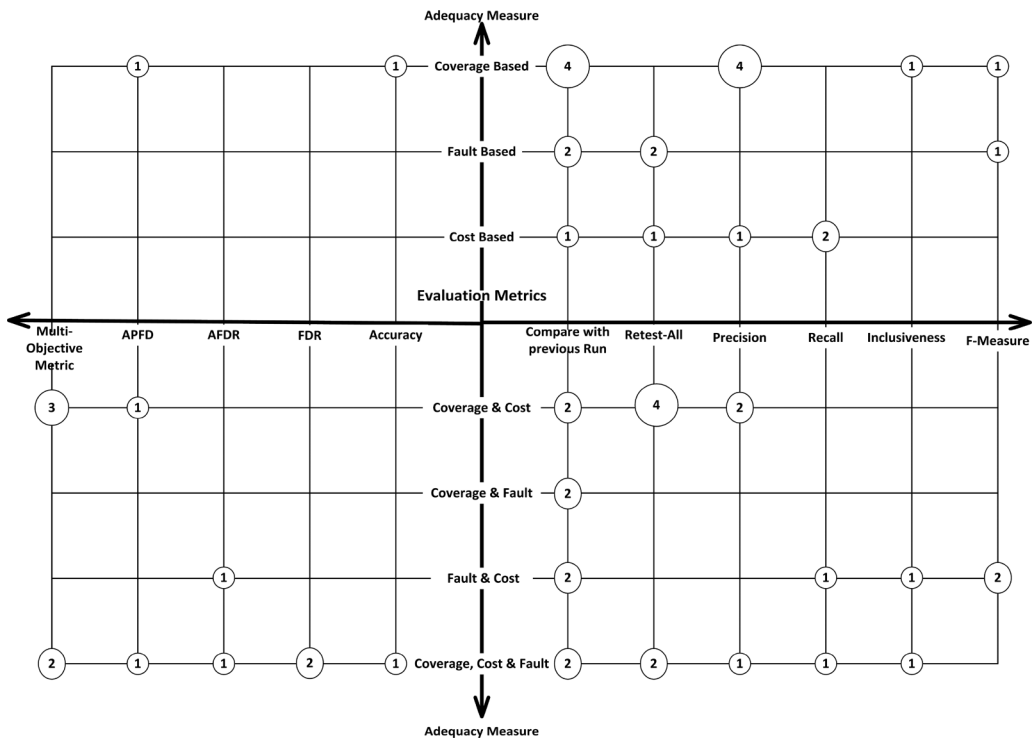 Adequacy Measure
1 1 Coverage Based 4 4 1 1
Fault Based 2 2 1
Cost Based 1 1 1 2
Evaluation Metrics
Multi-
Objective
Metric
APFD
AFDR
FDR
Accuracy
Compare with
previous Run
Retest-All
Precision
Recall
Inclusiveness
F-Measure
3 1 Coverage & Cost 2 4 2
Coverage & Fault 2
1 Fault & Cost 2 1 1 2
2 1 1 2 1 Coverage, Cost & Fault 2 2 1 1 1
Adequacy Measure